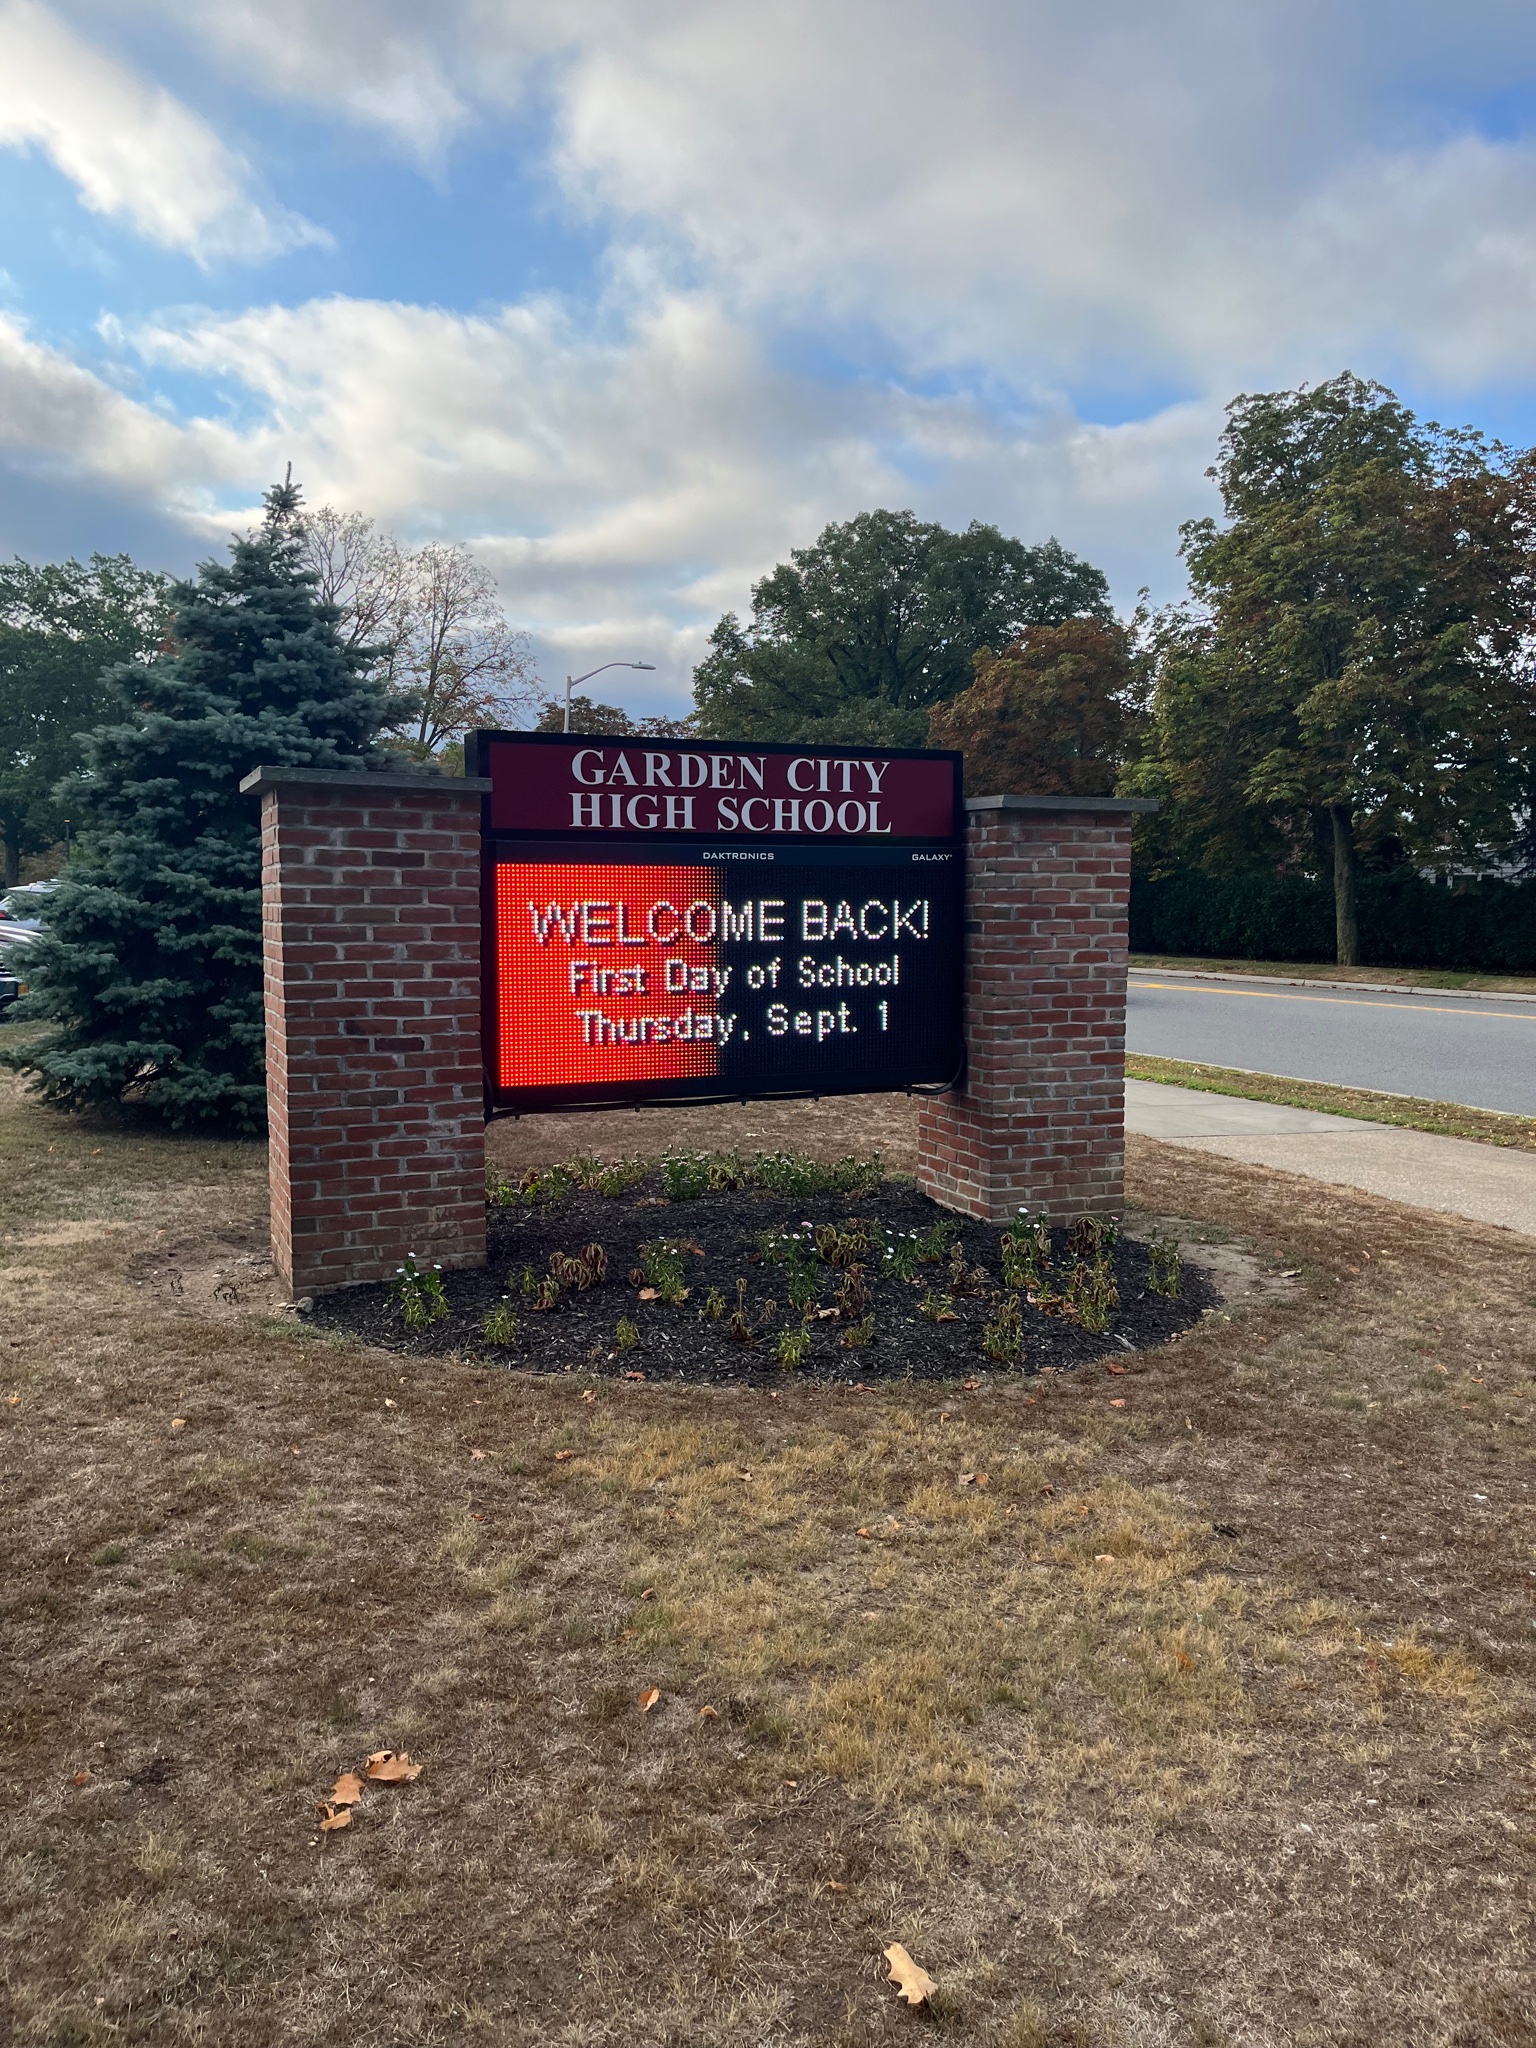 GARDEN CITY
HIGH SCHOOL
DAKTRONICS GALAXY®
WELCOME BACK!
First Day of School
Thursday, Sept. 1